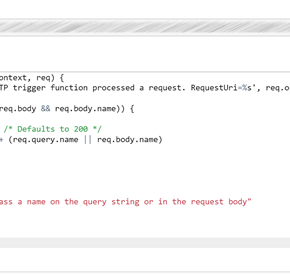 ontext, req) {
TP trigger function processed a request. RequestUri=%s', req.o
req.body && req.body.name)) {
/* Defaults to 200 */
+ (req.query.name || req.body.name)
ass a name on the query string or in the request body"